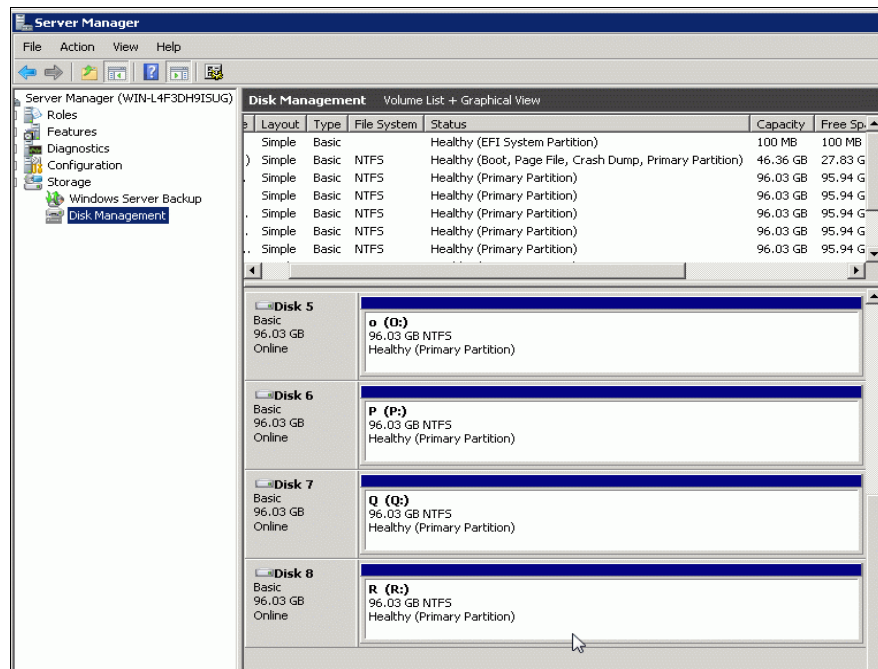 Server Manager
File Action View Help
Server Manager (WIN-L4F3DH9ISUG)
Roles
Features
Diagnostics
Configuration
Storage
Windows Server Backup
Disk Management
Disk Management Volume List + Graphical View
Layout Type File System Status Capacity Free Sp
Simple Basic Healthy (EFI System Partition) 100 MB 100 MB
) Simple Basic NTFS Healthy (Boot, Page File, Crash Dump, Primary Partition) 46.36 GB 27.83 G
. Simple Basic NTFS Healthy (Primary Partition) 96.03 GB 95.94 G
Simple Basic NTFS Healthy (Primary Partition) 96.03 GB 95.94 G
. Simple Basic NTFS Healthy (Primary Partition) 96.03 GB 95.94 G
. Simple Basic NTFS Healthy (Primary Partition) 96.03 GB 95.94 G
.. Simple Basic NTFS Healthy (Primary Partition) 96.03 GB 95.94 G
Disk 5
Basic
96.03 GB
Online
o (O:)
96.03 GB NTFS
Healthy (Primary Partition)
Disk 6
Basic
96.03 GB
Online
P (P:)
96.03 GB NTFS
Healthy (Primary Partition)
Disk 7
Basic
96.03 GB
Online
Q (Q:)
96.03 GB NTFS
Healthy (Primary Partition)
Disk 8
Basic
96.03 GB
Online
R (R:)
96.03 GB NTFS
Healthy (Primary Partition)